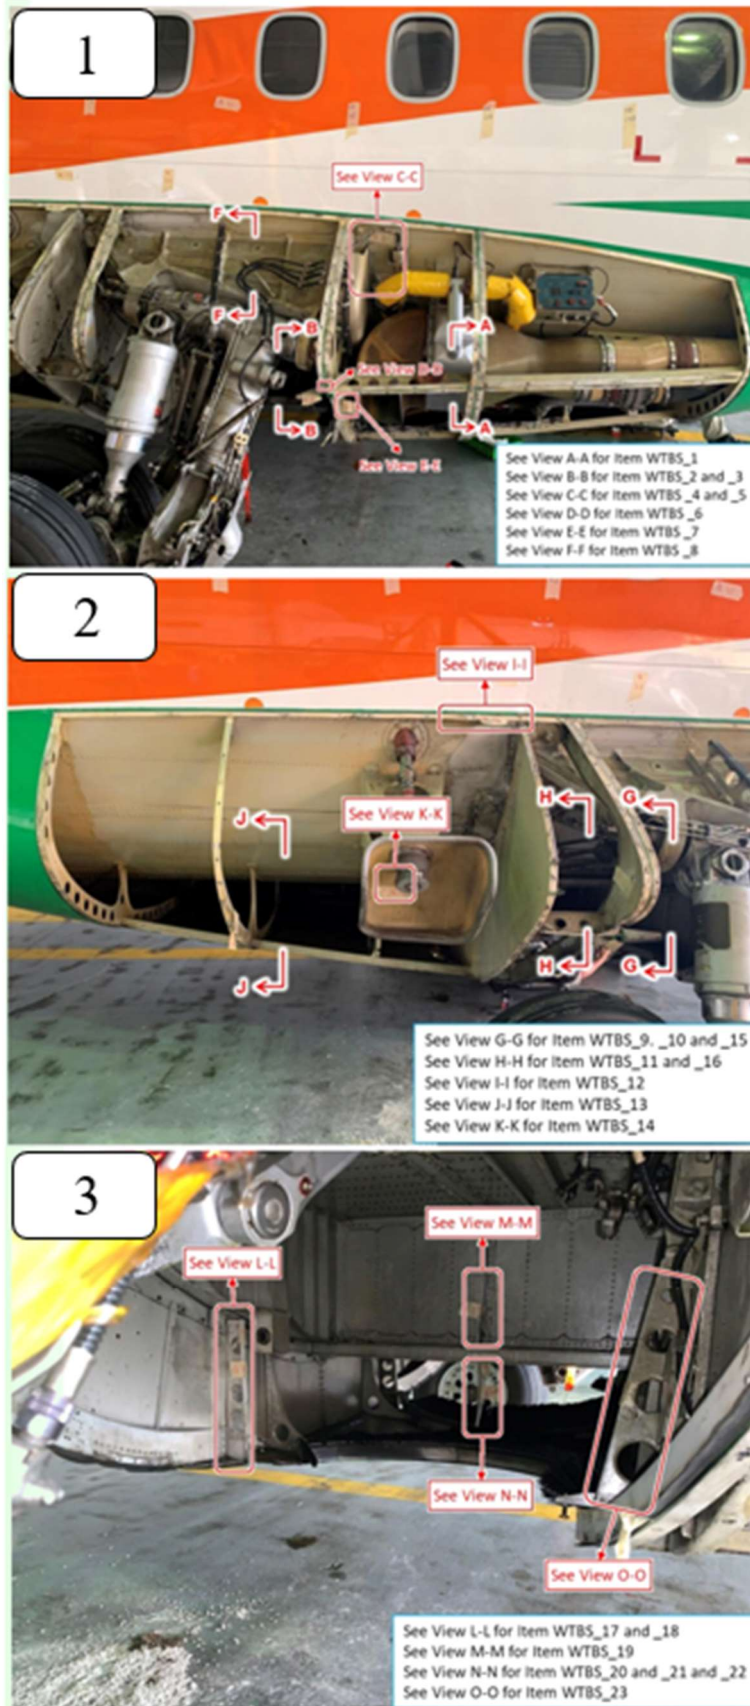 1
See View C-C
F
F
B
A
See View D-D
B
A
See View E-E
See View A-A for Item WTBS_1
See View B-B for Item WTBS_2 and _3
See View C-C for Item WTBS _4 and _5
See View D-D for Item WTBS _6
See View E-E for Item WTBS _7
See View F-F for Item WTBS _8
2
See View I-I
H
G
J
See View K-K
H
G
J
See View G-G for Item WTBS_9. _10 and _15
See View H-H for Item WTBS_11 and _16
See View I-I for Item WTBS_12
See View J-J for Item WTBS_13
See View K-K for Item WTBS_14
3
See View M-M
See View L-L
See View N-N
See View O-O
See View L-L for Item WTBS_17 and _18
See View M-M for Item WTBS_19
See View N-N for Item WTBS_20 and _21 and _22
See View O-O for Item WTBS_23